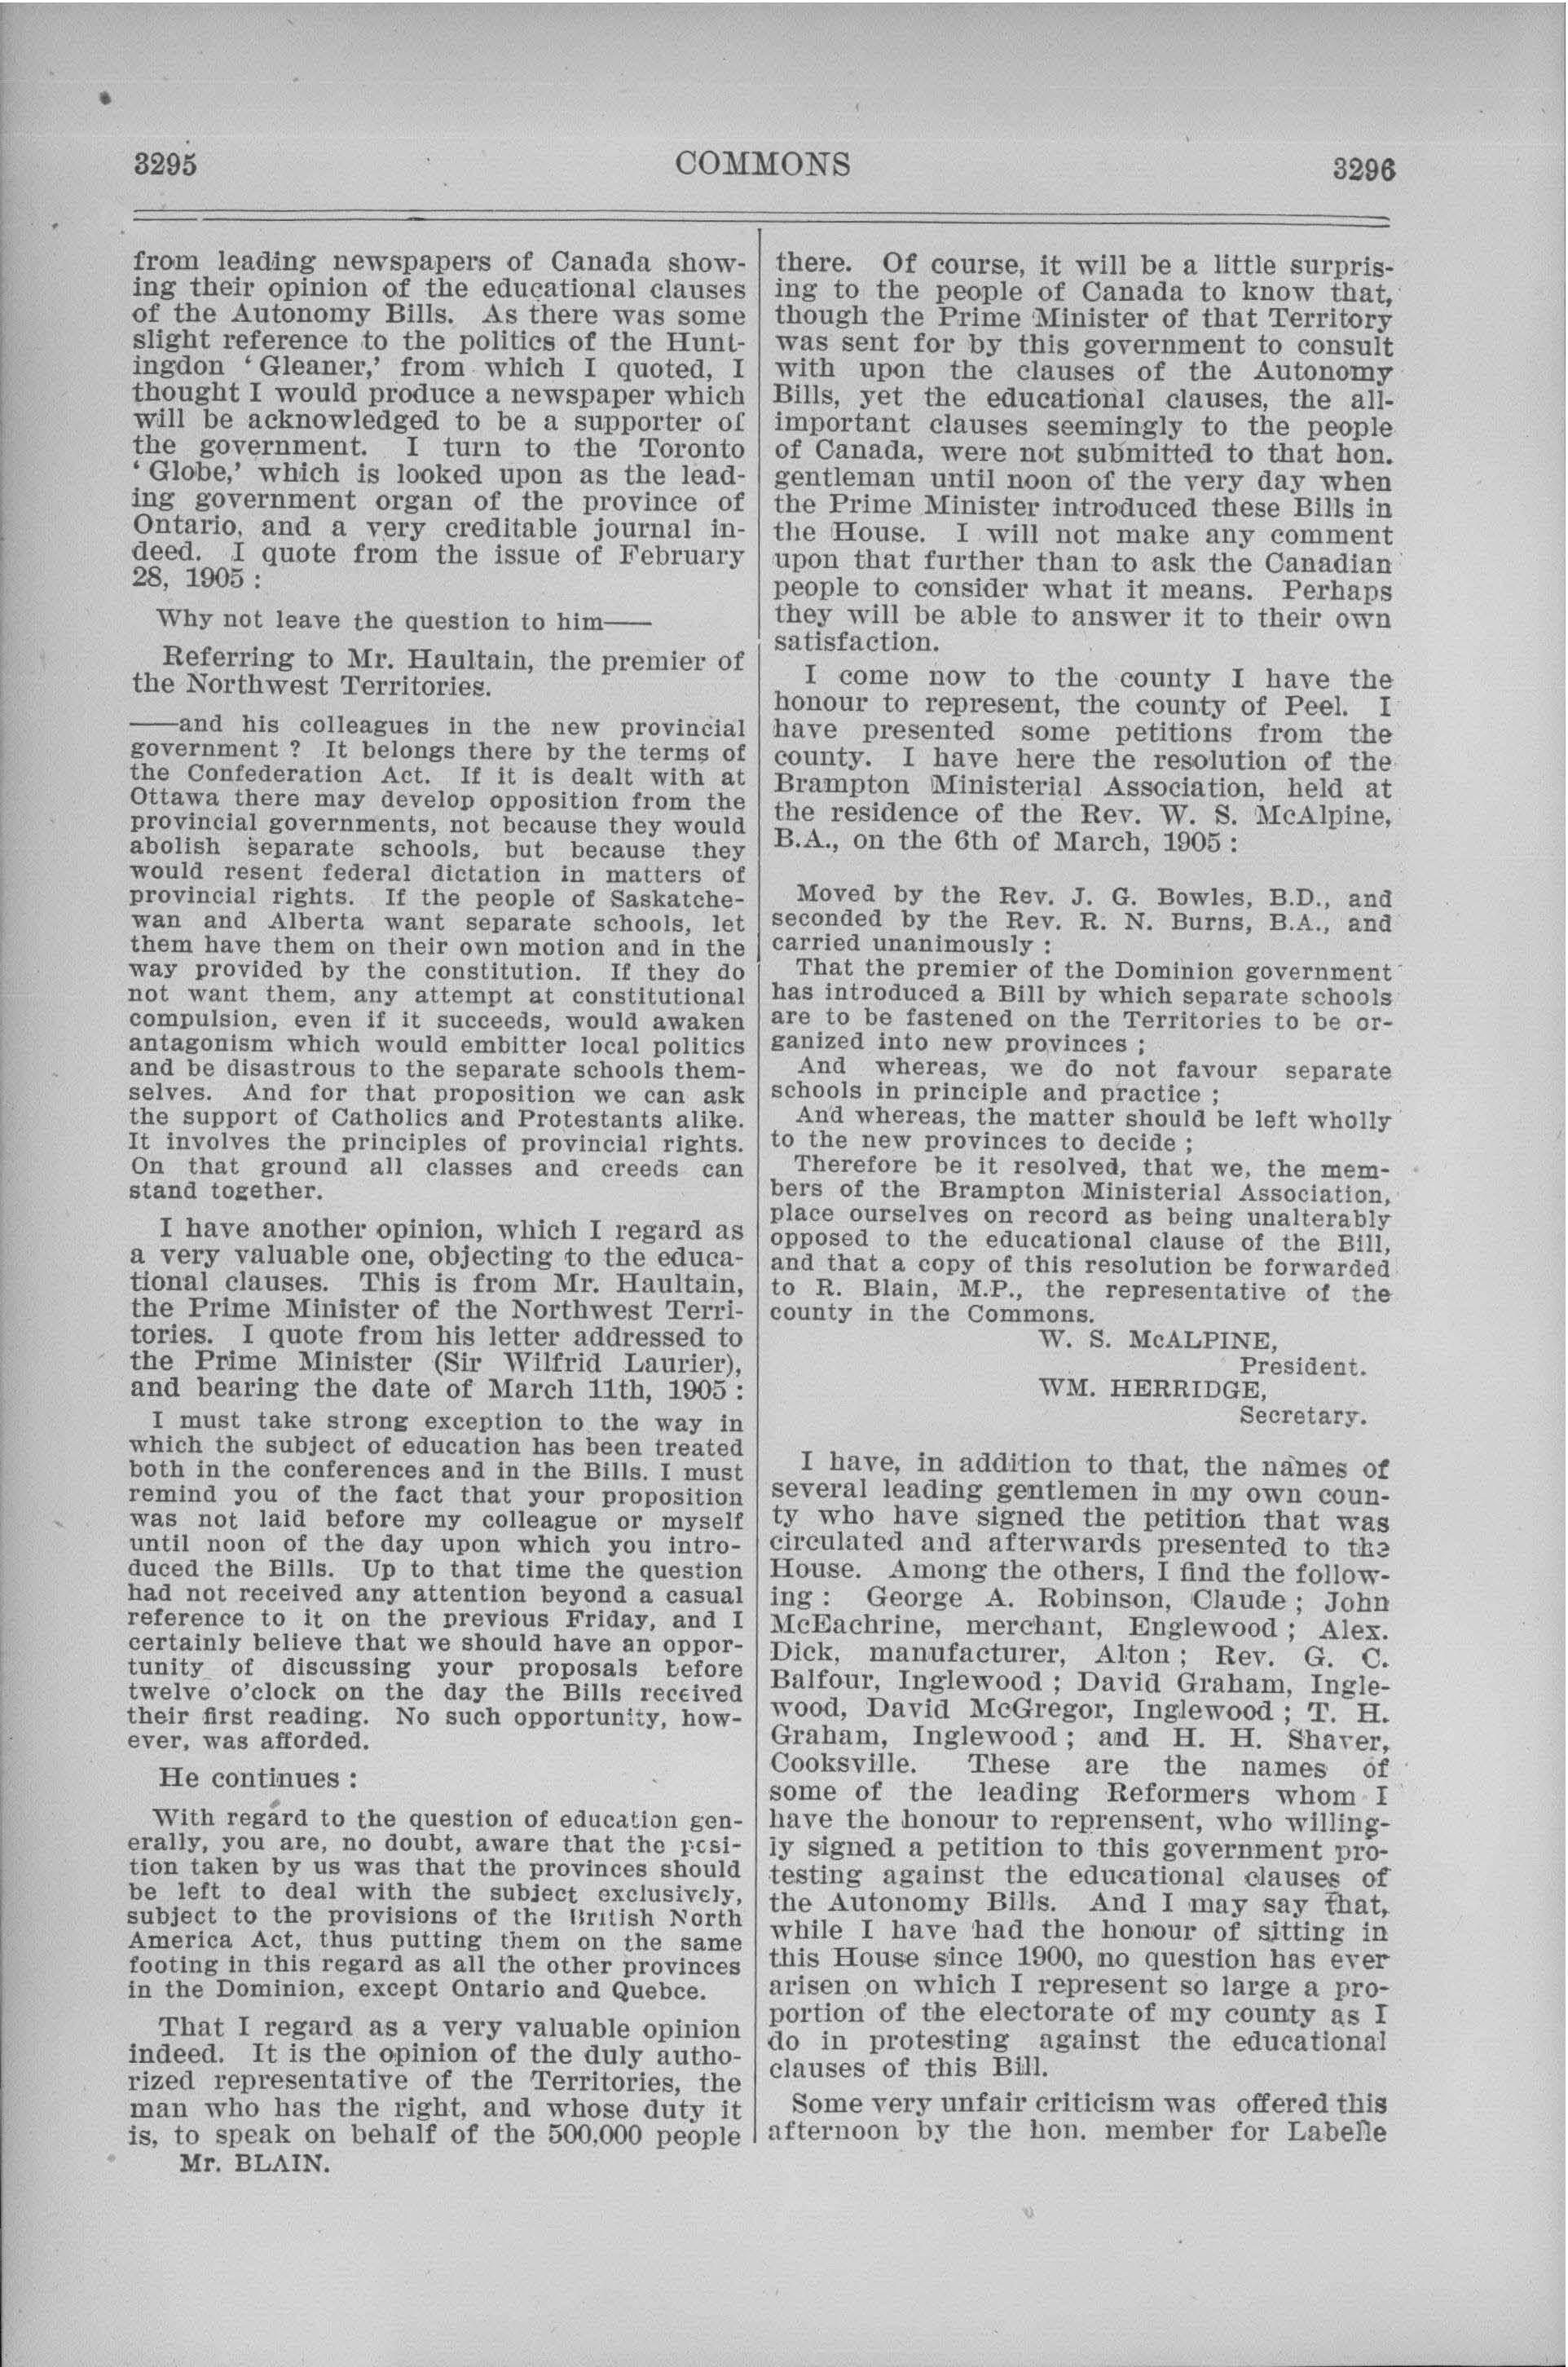 3295
COMMONS
3296
from leading newspapers of Canada show-
ing their opinion of the educational clauses
of the Autonomy Bills. As there was some
slight reference to the politics of the Hunt-
ingdon ‘ Gleaner,’ from which I quoted, I
thought I would produce a newspaper which
will be acknowledged to be a supporter of
the government. I turn to the Toronto
‘ Globe,’ which is looked upon as the lead-
ing government organ of the province of
Ontario, and a very creditable journal in-
deed. I quote from the issue of February
28, 1905 :
Why not leave the question to him——
Referring to Mr. Haultain, the premier of
the Northwest Territories.
——and his colleagues in the new provincial
government ? It belongs there by the terms of
the Confederation Act. If it is dealt with at
Ottawa there may develop opposition from the
provincial governments, not because they would
abolish separate schools, but because they
would resent federal dictation in matters of
provincial rights. If the people of Saskatche-
wan and Alberta want separate schools, let
them have them on their own motion and in the
way provided by the constitution. If they do
not want them, any attempt at constitutional
compulsion, even if it succeeds, would awaken
antagonism which would embitter local politics
and be disastrous to the separate schools them-
selves. And for that proposition we can ask
the support of Catholics and Protestants alike.
It involves the principles of provincial rights.
On that ground all classes and creeds can
stand together.
I have another opinion, which I regard as
a very valuable one, objecting to the educa-
tional clauses. This is from Mr. Haultain,
the Prime Minister of the Northwest Terri-
tories. I quote from his letter addressed to
the Prime Minister (Sir Wilfrid Laurier),
and bearing the date of March 11th, 1905 :
I must take strong exception to the way in
which the subject of education has been treated
both in the conferences and in the Bills. I must
remind you of the fact that your proposition
was not laid before my colleague or myself
until noon of the day upon which you intro-
duced the Bills. Up to that time the question
had not received any attention beyond a casual
reference to it on the previous Friday, and I
certainly believe that we should have an oppor-
tunity of discussing your proposals before
twelve o’clock on the day the Bills received
their first reading. No such opportunity, how-
ever, was afforded.
He continues :
With regard to the question of education gen-
erally, you are, no doubt, aware that the posi-
tion taken by us was that the provinces should
be left to deal with the subject exclusively,
subject to the provisions of the British North
America Act, thus putting them on the same
footing in this regard as all the other provinces
in the Dominion, except Ontario and Quebce.
That I regard as a very valuable opinion
indeed. It is the opinion of the duly autho-
rized representative of the Territories, the
man who has the right, and whose duty it
is, to speak on behalf of the 500,000 people
Mr. BLAIN.
there. Of course, it will be a little surpris-
ing to the people of Canada to know that,
though the Prime Minister of that Territory
was sent for by this government to consult
with upon the clauses of the Autonomy
Bills, yet the educational clauses, the all-
important clauses seemingly to the people
of Canada, were not submitted to that hon.
gentleman until noon of the very day when
the Prime Minister introduced these Bills in
the House. I will not make any comment
upon that further than to ask the Canadian
people to consider what it means. Perhaps
they will be able to answer it to their own
satisfaction.
I come now to the county I have the
honour to represent, the county of Peel. I
have presented some petitions from the
county. I have here the resolution of the
Brampton Ministerial Association, held at
the residence of the Rev. W. S. McAlpine,
B.A., on the 6th of March, 1905 :
Moved by the Rev. J. G. Bowles, B.D., and
seconded by the Rev. R. N. Burns, B.A., and
carried unanimously :
That the premier of the Dominion government
has introduced a Bill by which separate schools
are to be fastened on the Territories to be or-
ganized into new provinces ;
And whereas, we do not favour separate
schools in principle and practice ;
And whereas, the matter should be left wholly
to the new provinces to decide ;
Therefore be it resolved, that we, the mem-
bers of the Brampton Ministerial Association,
place ourselves on record as being unalterably
opposed to the educational clause of the Bill,
and that a copy of this resolution be forwarded
to R. Blain, M.P., the representative of the
county in the Commons.
W. S. McALPINE,
President.
WM. HERRIDGE,
Secretary.
I have, in addition to that, the names of
several leading gentlemen in my own coun-
ty who have signed the petition that was
circulated and afterwards presented to the
House. Among the others, I find the follow-
ing : George A. Robinson, Claude ; John
McEachrine, merchant, Englewood ; Alex.
Dick, manufacturer, Alton ; Rev. G. C.
Balfour, Inglewood ; David Graham, Ingle-
wood, David McGregor, Inglewood ; T. H.
Graham, Inglewood ; and H. H. Shaver,
Cooksville. These are the names of
some of the leading Reformers whom I
have the honour to reprensent, who willing-
ly signed a petition to this government pro-
testing against the educational clauses of
the Autonomy Bills. And I may say that,
while I have had the honour of sitting in
this House since 1900, no question has ever
arisen on which I represent so large a pro-
portion of the electorate of my county as I
do in protesting against the educational
clauses of this Bill.
Some very unfair criticism was offered this
afternoon by the hon. member for Labelle